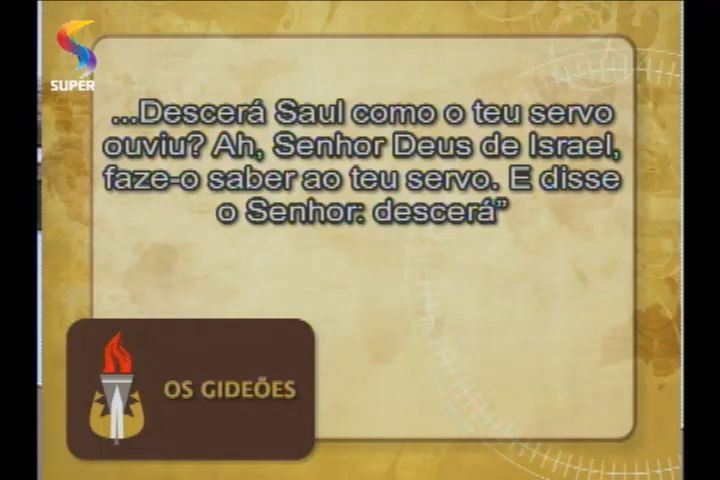 SUPER
...Descerá Saul como o teu servo
ouviu? Ah, Senhor Deus de Israel,
faze-o saber ao teu servo. E disse
o Senhor: descerá”
OS GIDEÕES